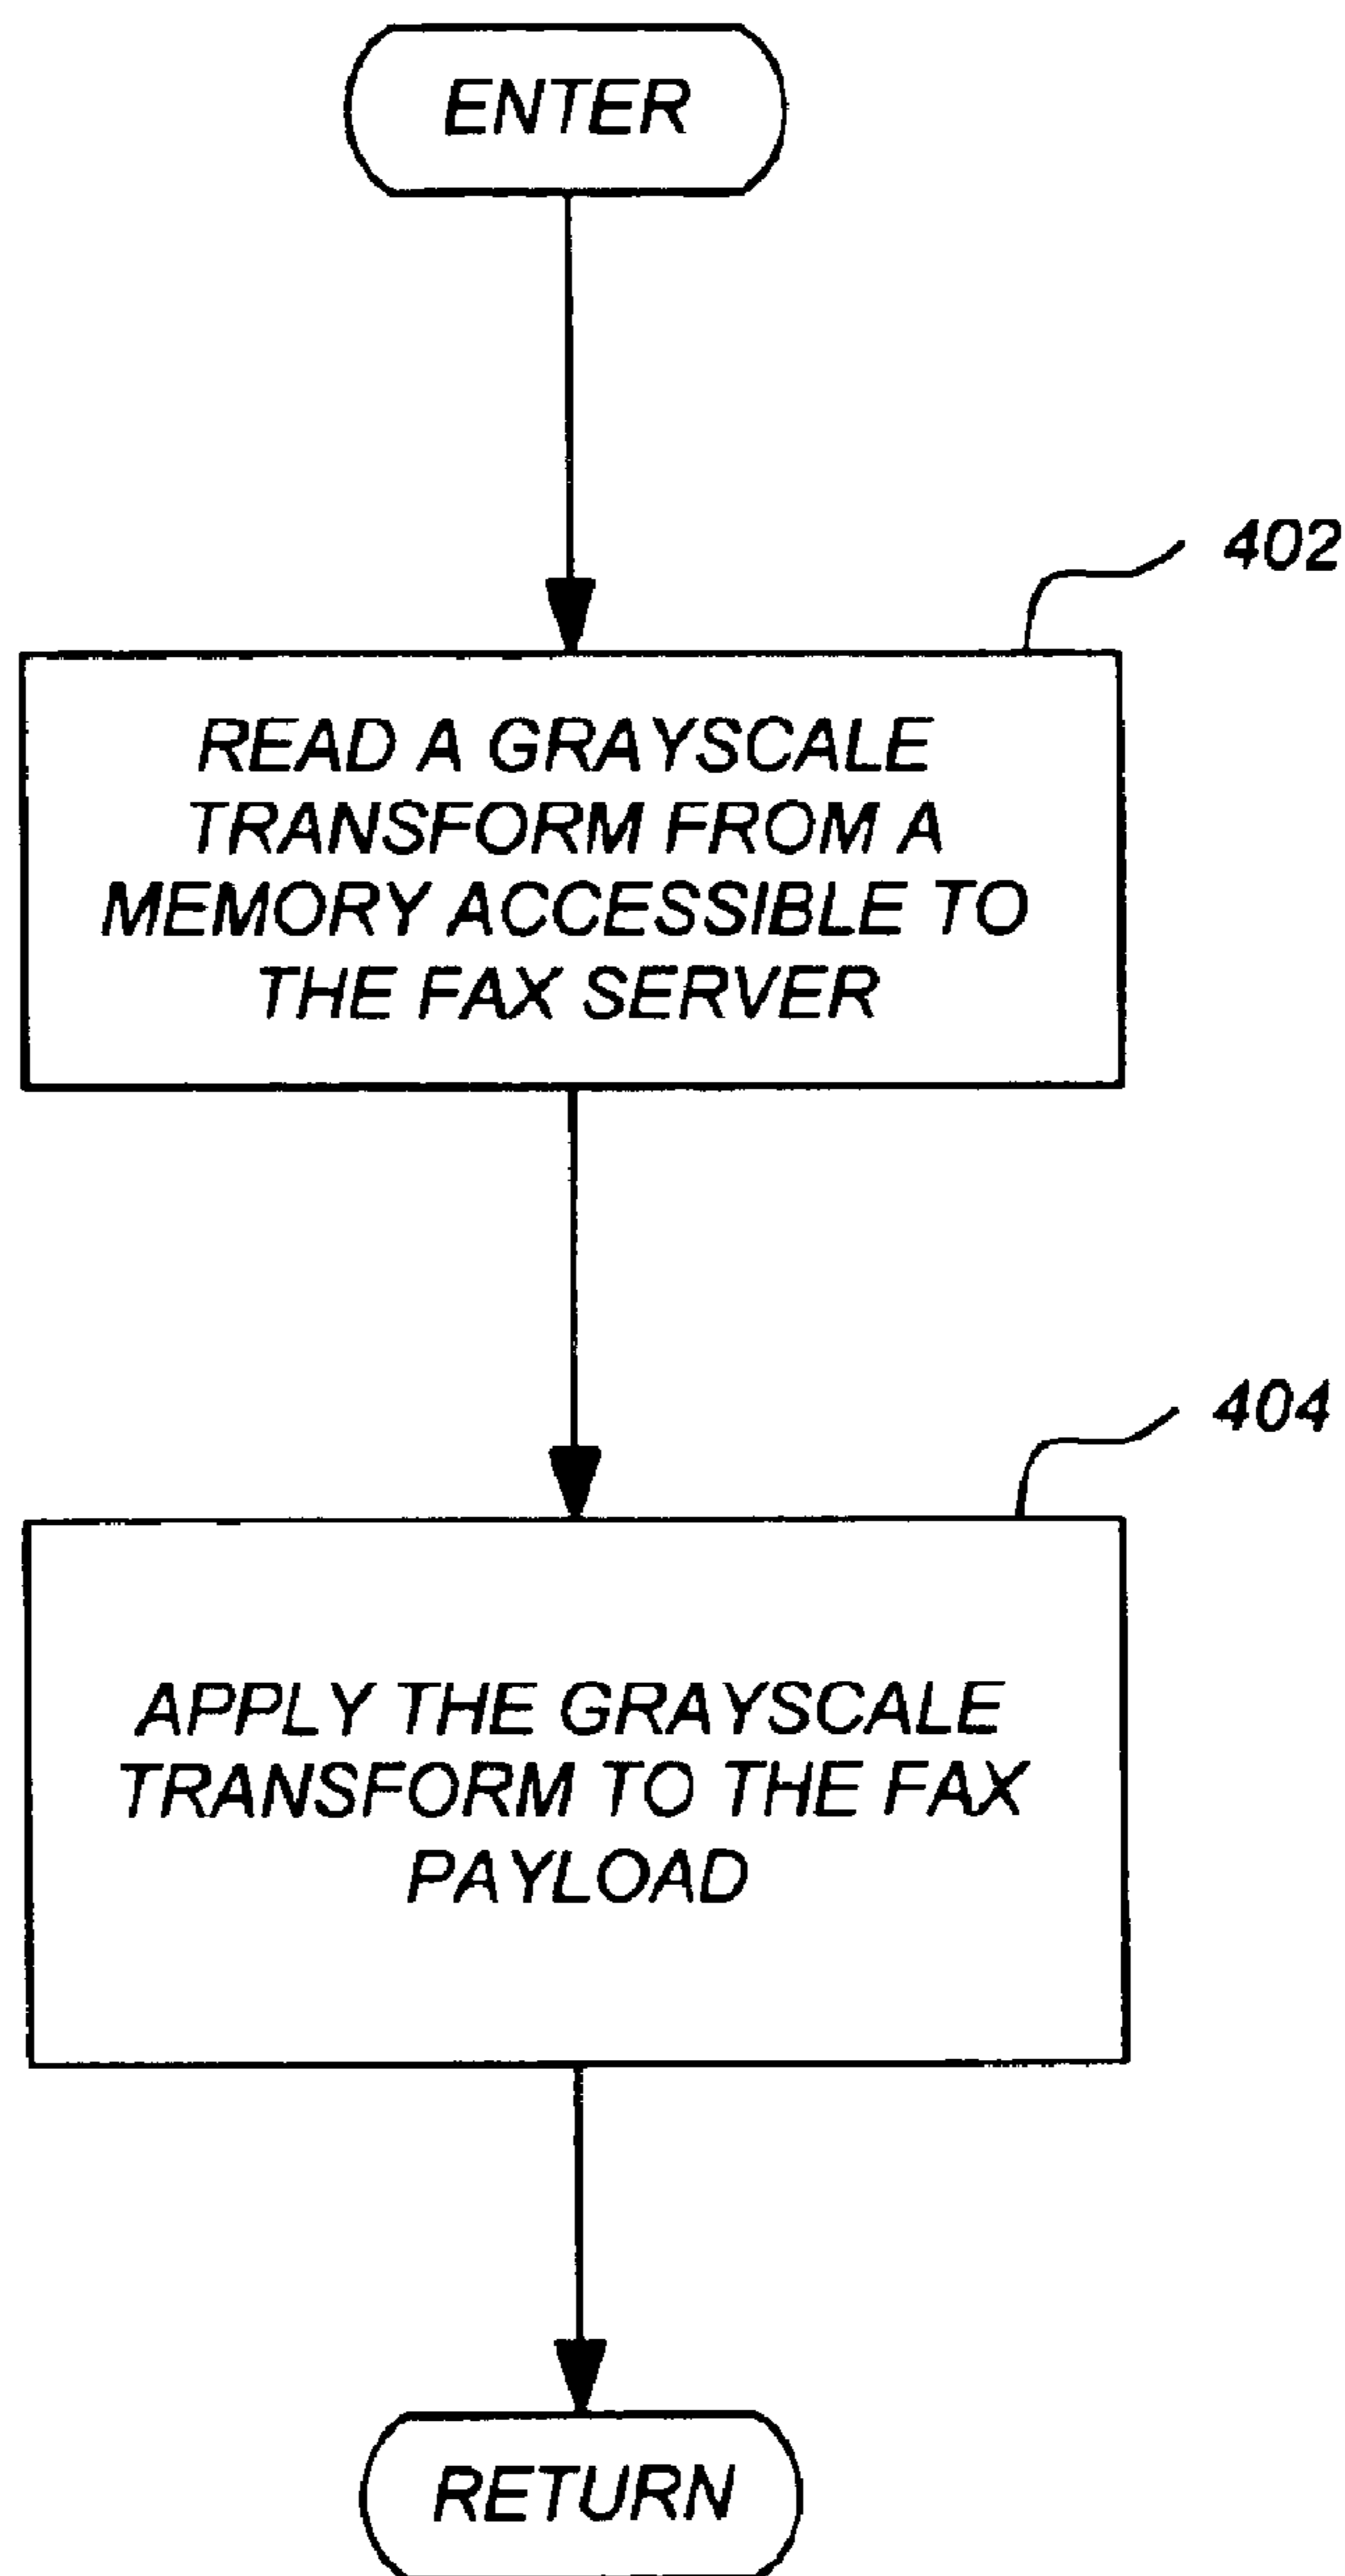 ENTER
402
READ A GRAYSCALE
TRANSFORM FROM A
MEMORY ACCESSIBLE TO
THE FAX SERVER
404
APPLY THE GRAYSCALE
TRANSFORM TO THE FAX
PAYLOAD
RETURN